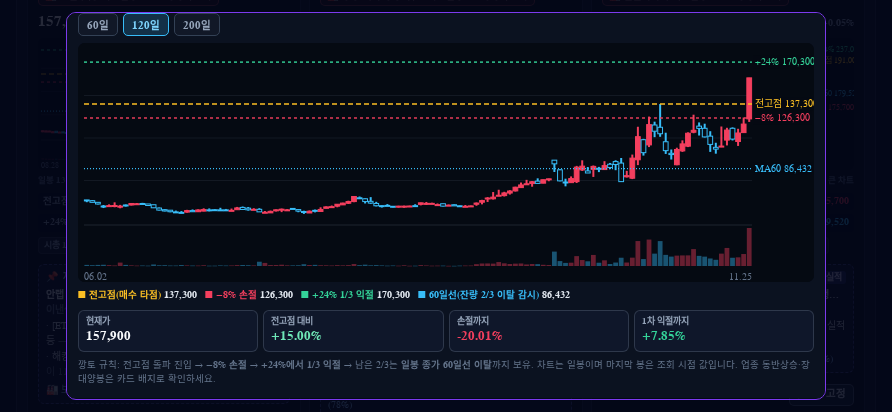 60일 120일 200일
+24% 170,300
전고점 137,300
−8% 126,300
MA60 86,432
06.02 11.25
전고점(매수 타점) 137,300 −8% 손절 126,300 +24% 1/3 익절 170,300 60일선(잔량 2/3 이탈 감시) 86,432
현재가 전고점 대비 손절까지 1차 익절까지
157,900 +15.00% -20.01% +7.85%
깡토 규칙: 전고점 돌파 진입 → −8% 손절 → +24%에서 1/3 익절 → 남은 2/3는 일봉 종가 60일선 이탈까지 보유. 차트는 일봉이며 마지막 봉은 조회 시점 값입니다. 업종 동반상승·장
대양봉은 카드 배지로 확인하세요.